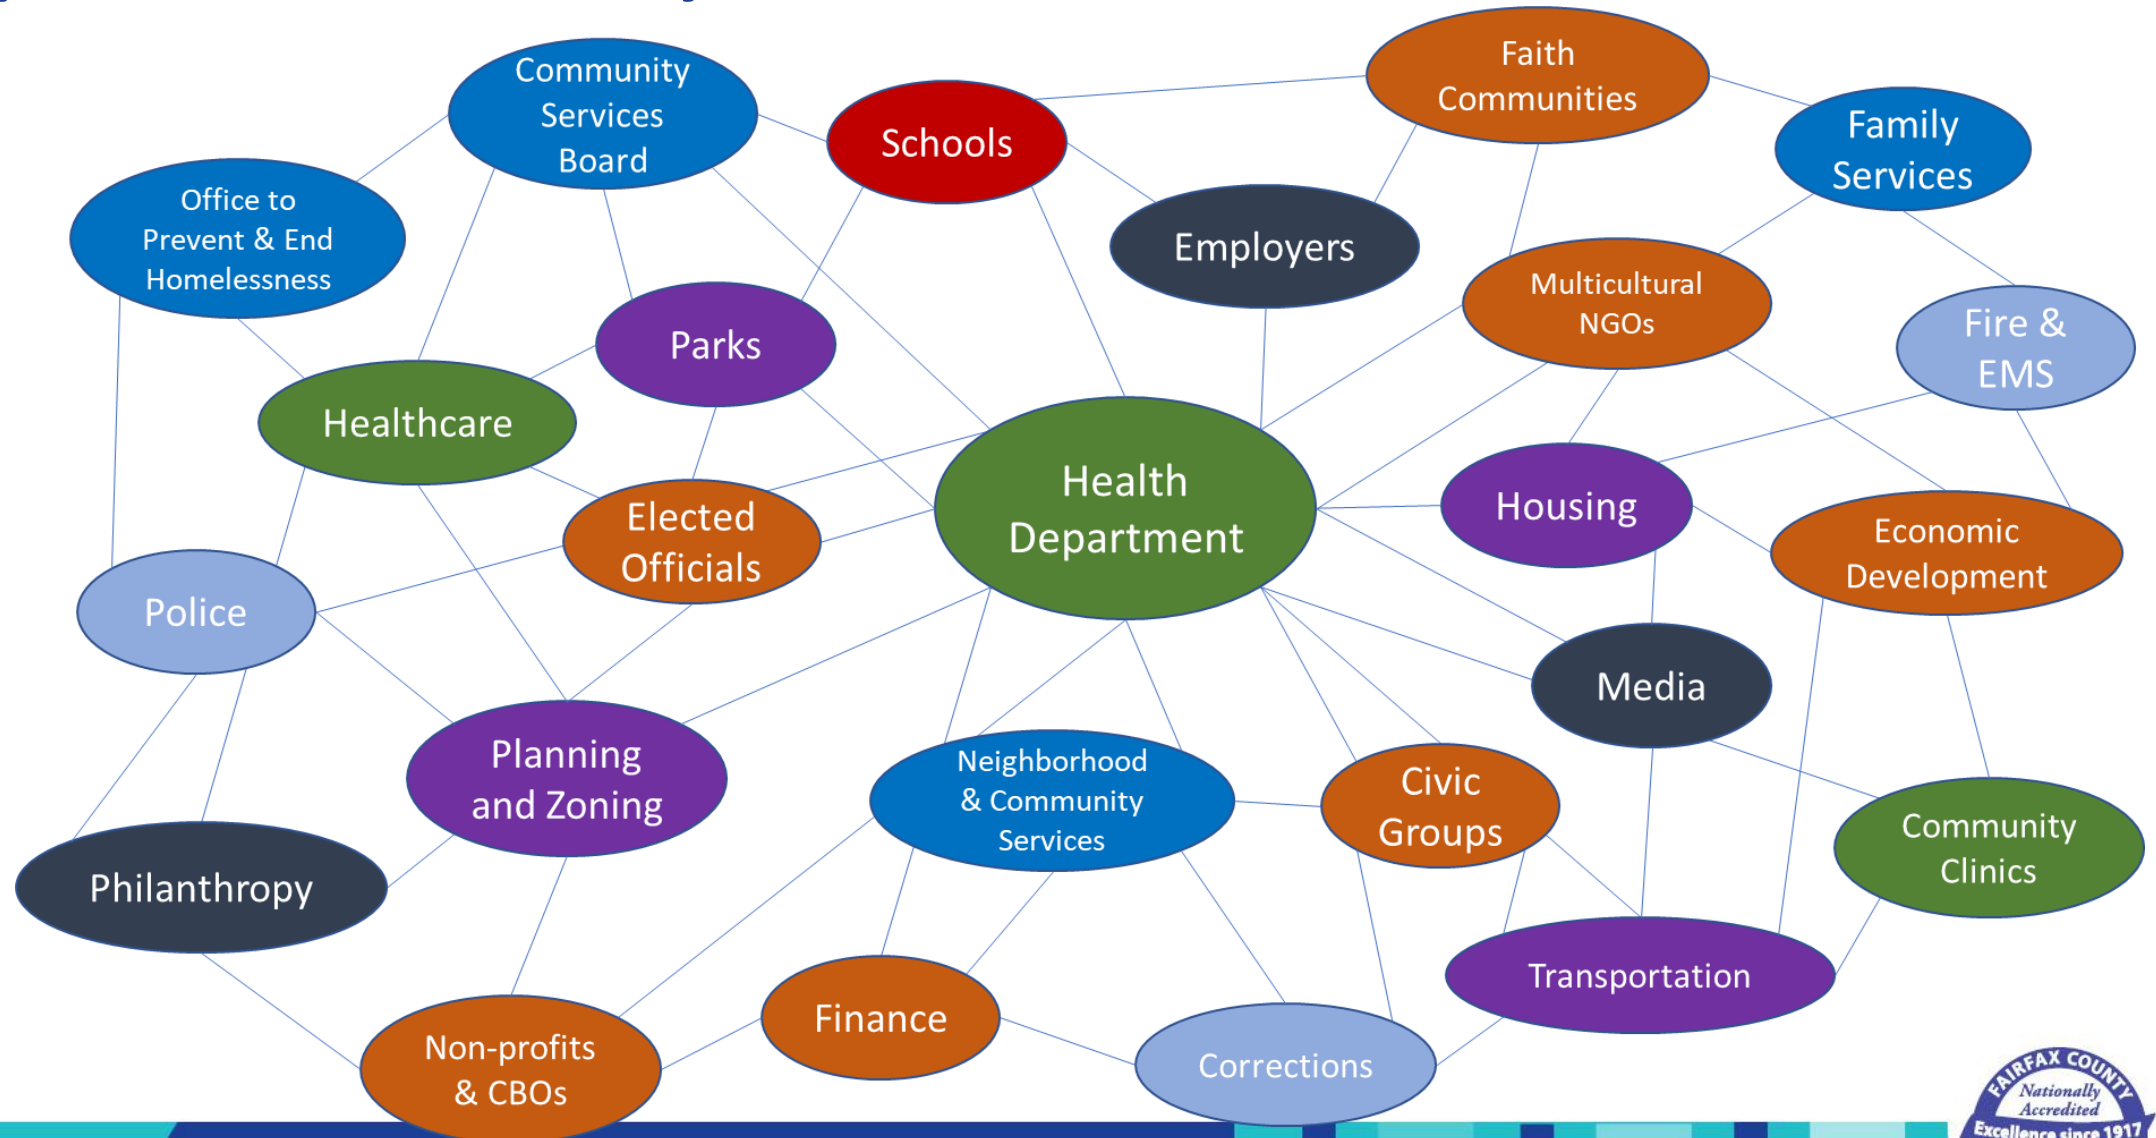 Community
Services
Board
Schools
Faith
Communities
Family
Services
Office to
Prevent & End
Homelessness
Employers
Multicultural
NGOs
Fire &
EMS
Parks
Healthcare
Health
Department
Elected
Officials
Housing
Economic
Development
Police
Media
Planning
and Zoning
Neighborhood
& Community
Services
Civic
Groups
Community
Clinics
Philanthropy
Transportation
Finance
Non-profits
& CBOs
Corrections
FAIRFAX COUNTY
Nationally
Accredited
Excellence since 1917